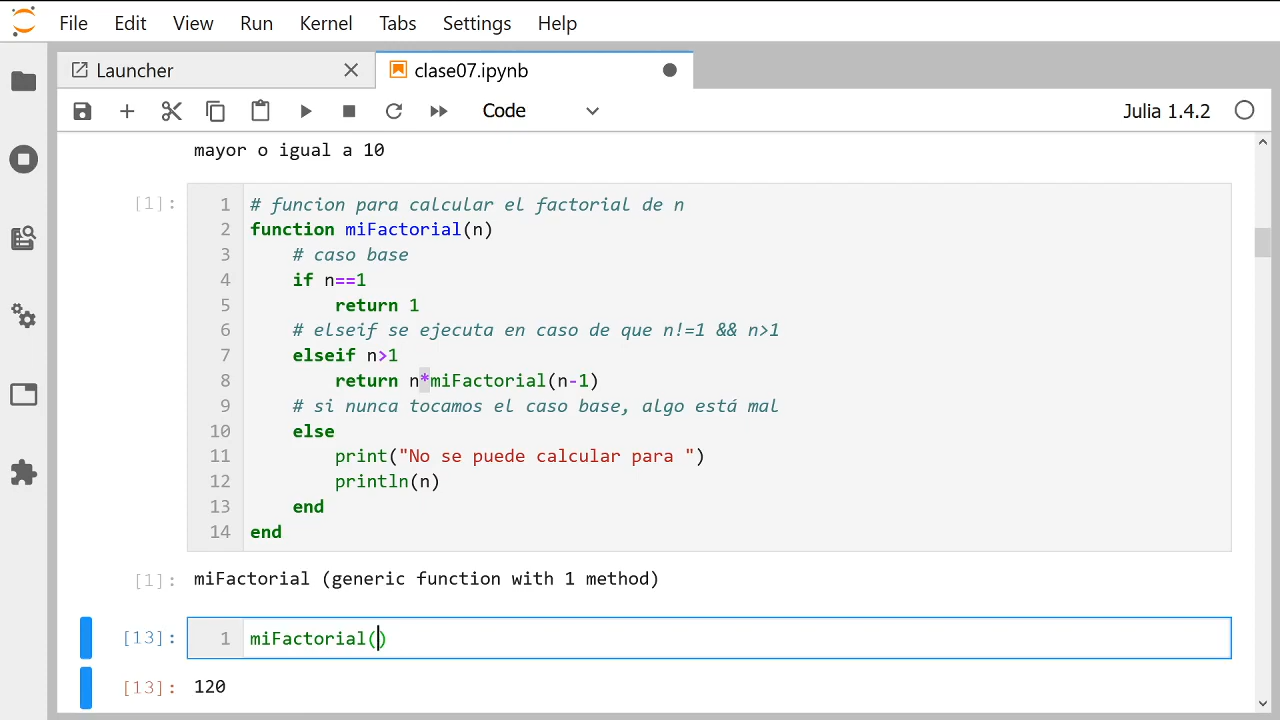 File Edit View Run Kernel Tabs Settings Help
Launcher
clase07.ipynb
Code
Julia 1.4.2
mayor o igual a 10
[1]:
1 # funcion para calcular el factorial de n
2 function miFactorial(n)
3 # caso base
4 if n==1
5 return 1
6 # elseif se ejecuta en caso de que n!=1 && n>1
7 elseif n>1
8 return n*miFactorial(n-1)
9 # si nunca tocamos el caso base, algo está mal
10 else
11 print("No se puede calcular para ")
12 println(n)
13 end
14 end
[1]: miFactorial (generic function with 1 method)
[13]: 1 miFactorial()
[13]: 120